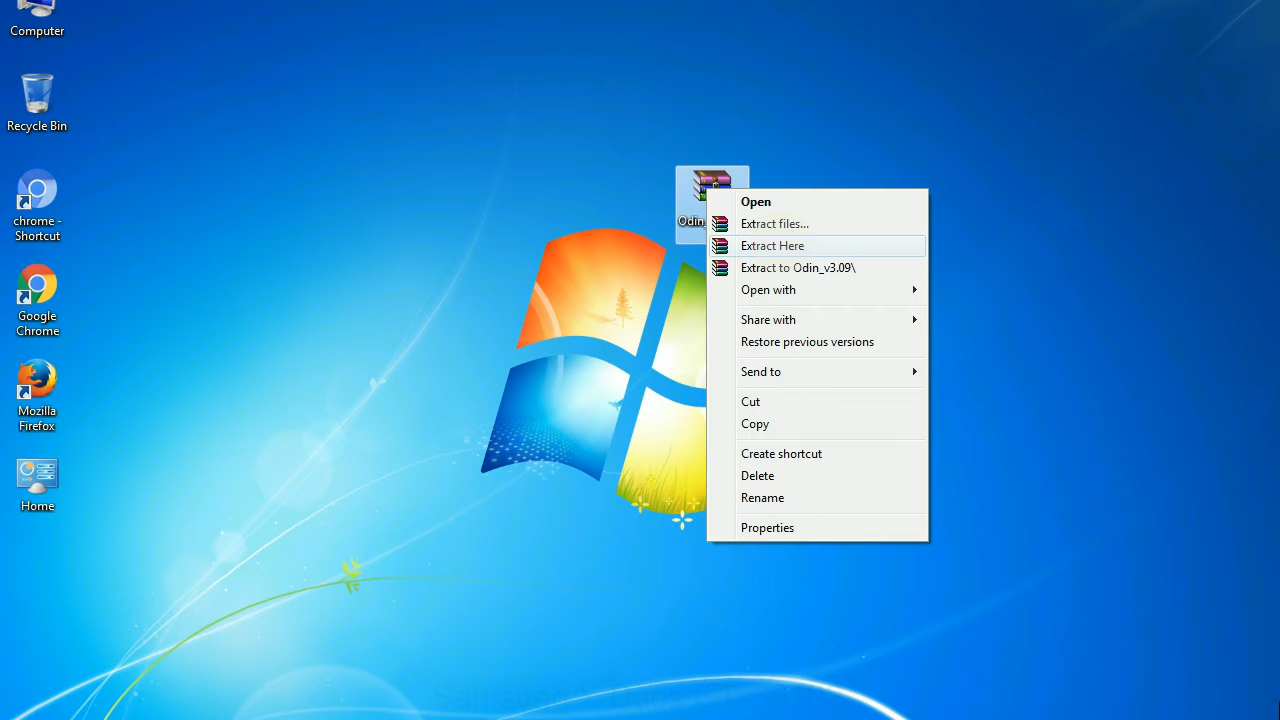 Computer
Recycle Bin
chrome -
Shortcut
Google
Chrome
Mozilla
Firefox
Home
Odin_
Open
Extract files...
Extract Here
Extract to Odin_v3.09\
Open with
Share with
Restore previous versions
Send to
Cut
Copy
Create shortcut
Delete
Rename
Properties